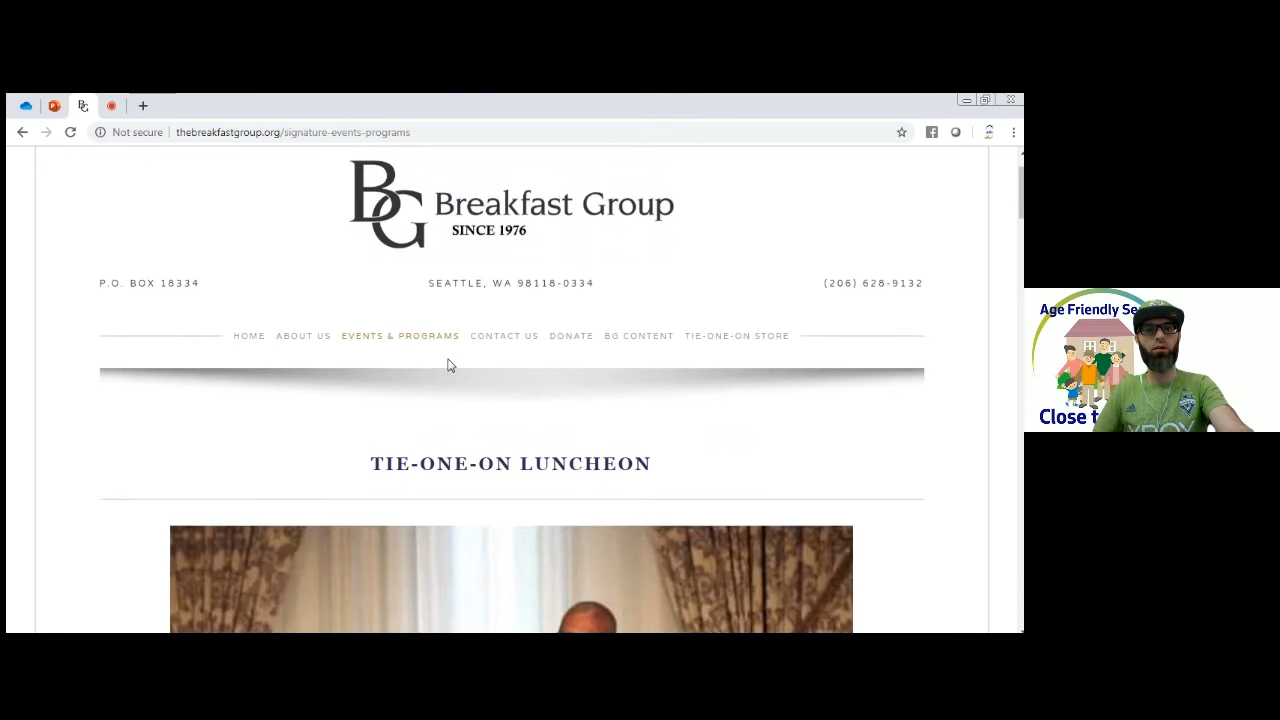 Not secure
thebreakfastgroup.org/signature-events-programs
BG Breakfast Group
SINCE 1976
P.O. BOX 18334
SEATTLE, WA 98118-0334
(206) 628-9132
HOME ABOUT US EVENTS & PROGRAMS CONTACT US DONATE BG CONTENT TIE-ONE-ON STORE
TIE-ONE-ON LUNCHEON
Age Friendly Se
Close t
XBOX